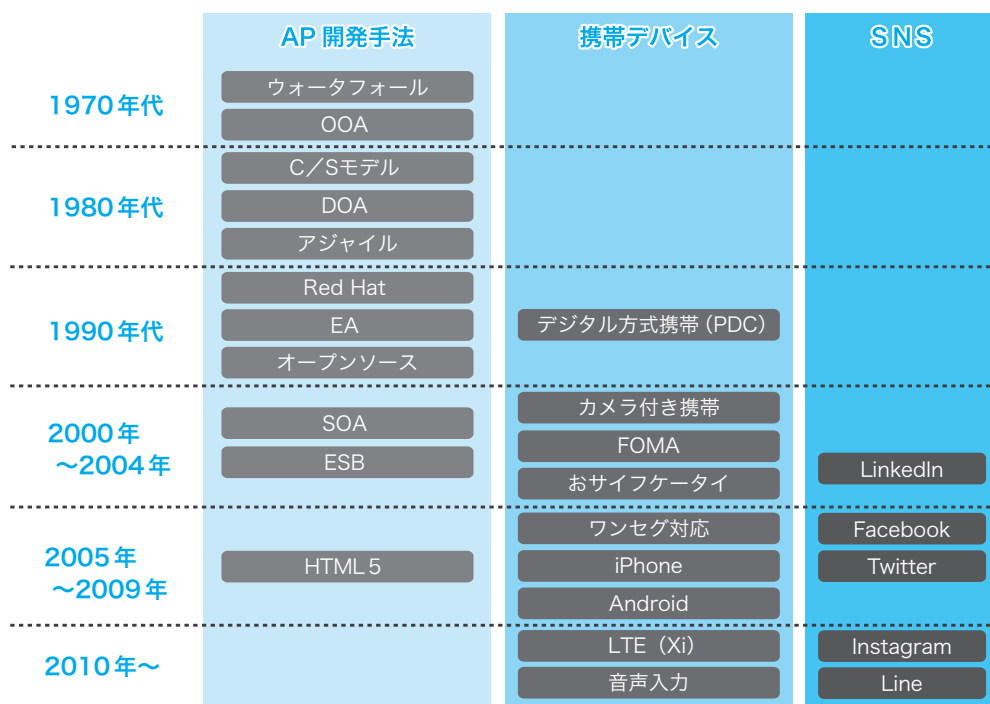 AP 開発手法
携帯デバイス
SNS
1970年代
ウォータフォール
OOA
1980年代
C/Sモデル
DOA
アジャイル
1990年代
Red Hat
EA
オープンソース
デジタル方式携帯(PDC)
2000年
~2004年
SOA
ESB
カメラ付き携帯
FOMA
おサイフケータイ
LinkedIn
2005年
~2009年
HTML5
ワンセグ対応
iPhone
Android
Facebook
Twitter
2010年~
LTE(Xi)
音声入力
Instagram
Line